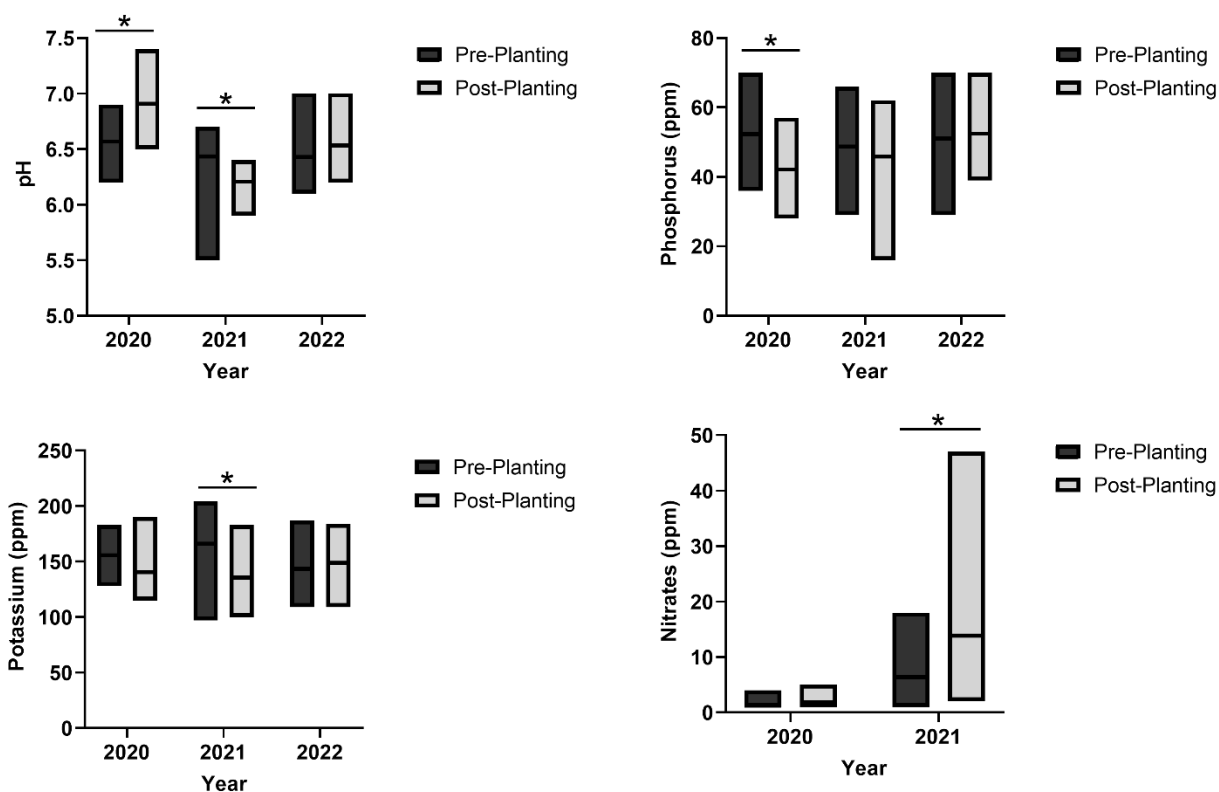 *
7.5
7.0
6.5
6.0
5.5
5.0
pH
*
2020
2021
2022
Year
Pre-Planting
Post-Planting
*
80
60
40
20
0
Phosphorus (ppm)
2020
2021
2022
Year
Pre-Planting
Post-Planting
250
200
150
100
50
0
Potassium (ppm)
*
2020
2021
2022
Year
Pre-Planting
Post-Planting
*
50
40
30
20
10
0
Nitrates (ppm)
2020
2021
Year
Pre-Planting
Post-Planting